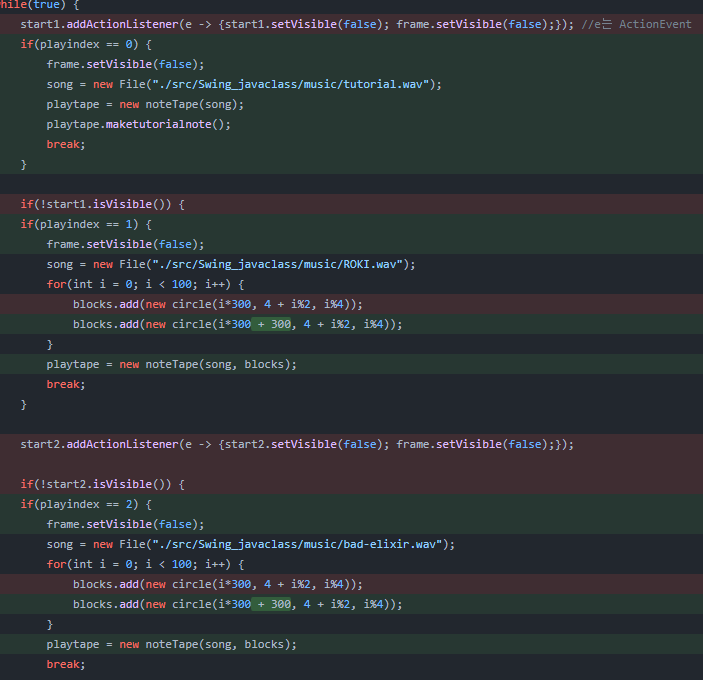 hile(true) {
start1.addActionListener(e -> {start1.setVisible(false); frame.setVisible(false);}); //e는 ActionEvent
if(playindex == 0) {
frame.setVisible(false);
song = new File("./src/Swing_javaclass/music/tutorial.wav");
playtape = new noteTape(song);
playtape.maketutorialnote();
break;
}
if(!start1.isVisible()) {
if(playindex == 1) {
frame.setVisible(false);
song = new File("./src/Swing_javaclass/music/ROKI.wav");
for(int i = 0; i < 100; i++) {
blocks.add(new circle(i*300, 4 + i%2, i%4));
blocks.add(new circle(i*300 + 300, 4 + i%2, i%4));
}
playtape = new noteTape(song, blocks);
break;
}
start2.addActionListener(e -> {start2.setVisible(false); frame.setVisible(false);});
if(!start2.isVisible()) {
if(playindex == 2) {
frame.setVisible(false);
song = new File("./src/Swing_javaclass/music/bad-elixir.wav");
for(int i = 0; i < 100; i++) {
blocks.add(new circle(i*300, 4 + i%2, i%4));
blocks.add(new circle(i*300 + 300, 4 + i%2, i%4));
}
playtape = new noteTape(song, blocks);
break;